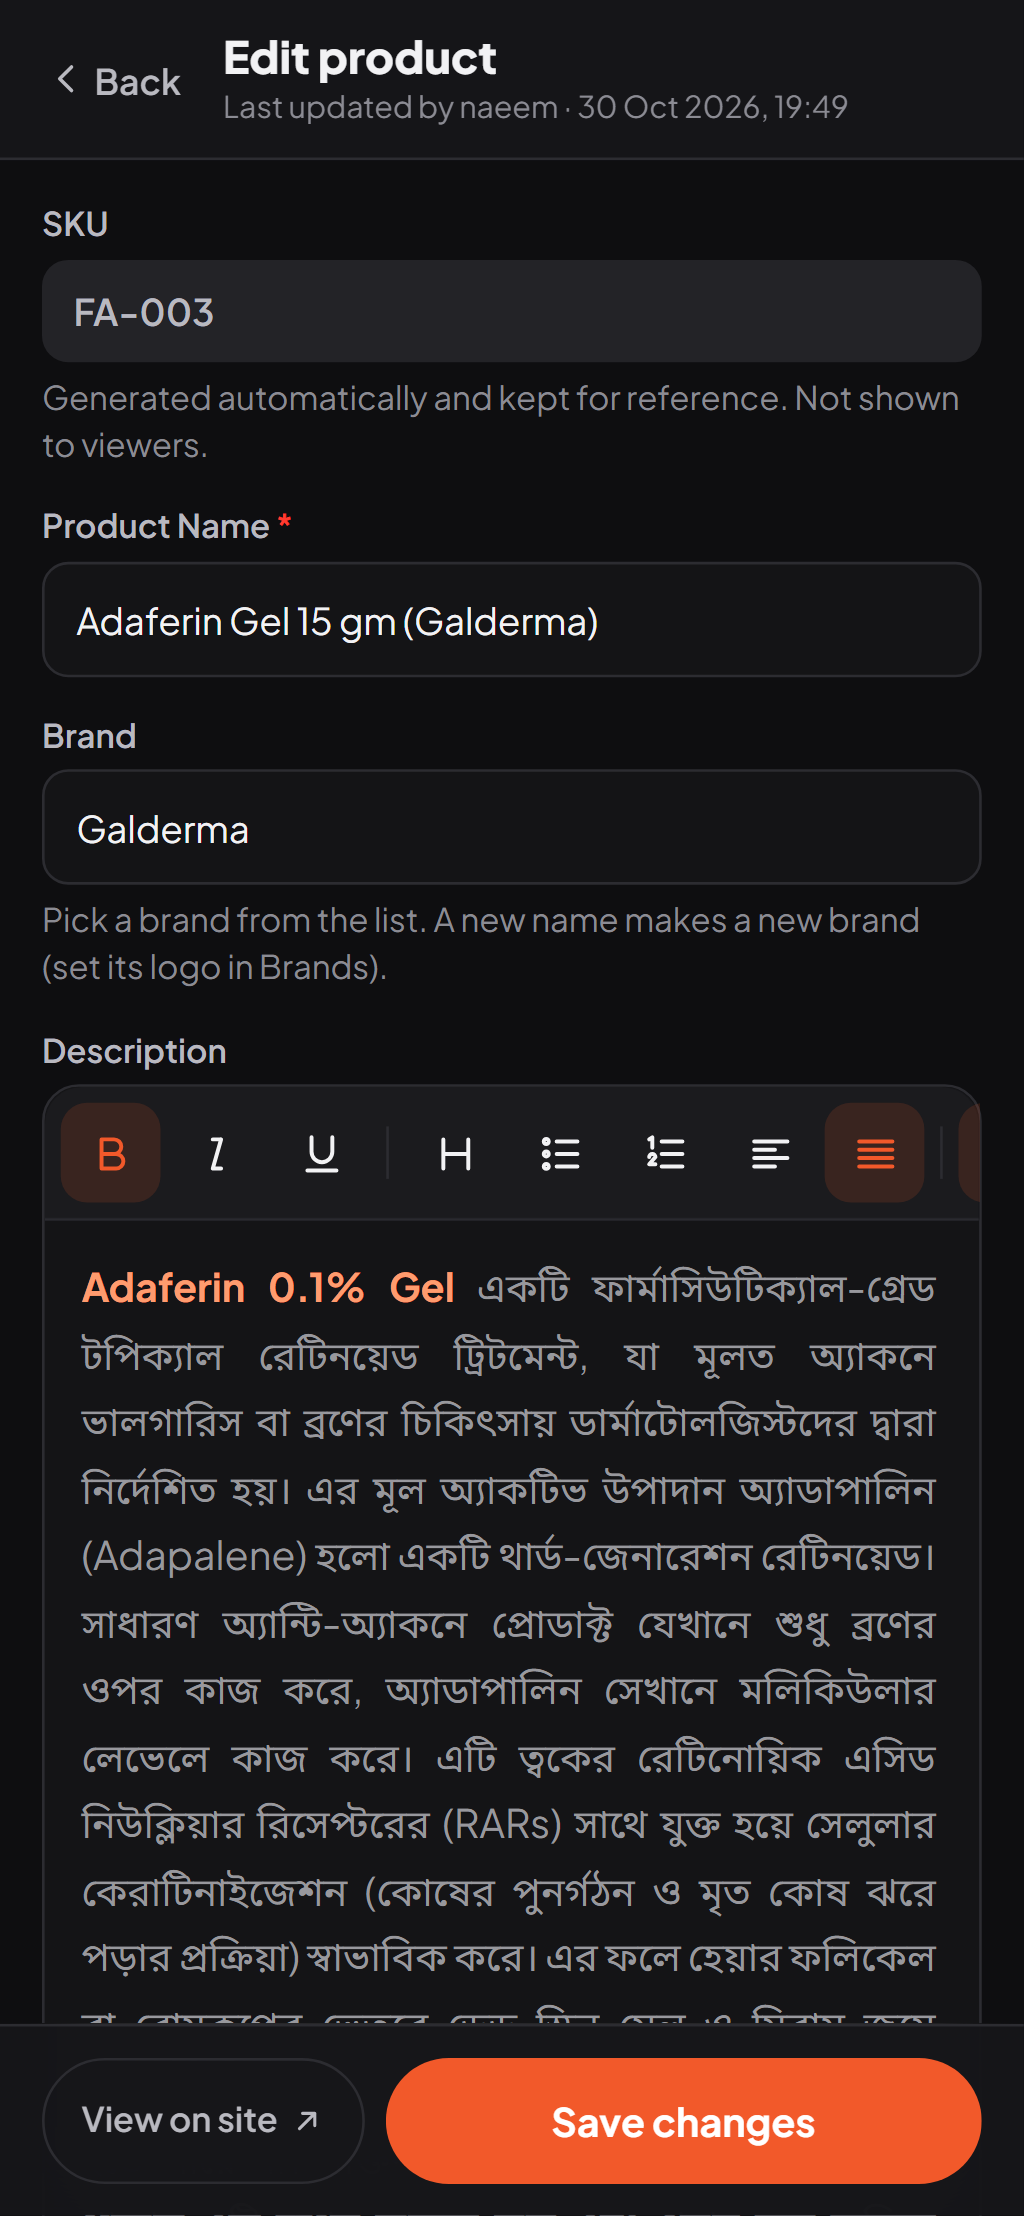 Back
Edit product
Last updated by naeem · 30 Oct 2026, 19:49
SKU
FA-003
Generated automatically and kept for reference. Not shown
to viewers.
Product Name *
Adaferin Gel 15 gm (Galderma)
Brand
Galderma
Pick a brand from the list. A new name makes a new brand
(set its logo in Brands).
Description
B I U H
Adaferin 0.1% Gel একটি ফার্মাসিউটিক্যাল-গ্রেড
টপিক্যাল রেটিনয়েড ট্রিটমেন্ট, যা মূলত অ্যাকনে
ভালগারিস বা ব্রণের চিকিৎসায় ডার্মাটোলজিস্টদের দ্বারা
নির্দেশিত হয়। এর মূল অ্যাকটিভ উপাদান অ্যাডাপালিন
(Adapalene) হলো একটি থার্ড-জেনারেশন রেটিনয়েড।
সাধারণ অ্যান্টি-অ্যাকনে প্রোডাক্ট যেখানে শুধু ব্রণের
ওপর কাজ করে, অ্যাডাপালিন সেখানে মলিকিউলার
লেভেলে কাজ করে। এটি ত্বকের রেটিনোয়িক এসিড
নিউক্লিয়ার রিসেপ্টরের (RARs) সাথে যুক্ত হয়ে সেলুলার
কেরাটিনাইজেশন (কোষের পুনর্গঠন ও মৃত কোষ ঝরে
পড়ার প্রক্রিয়া) স্বাভাবিক করে। এর ফলে হেয়ার ফলিকেল
View on site
Save changes